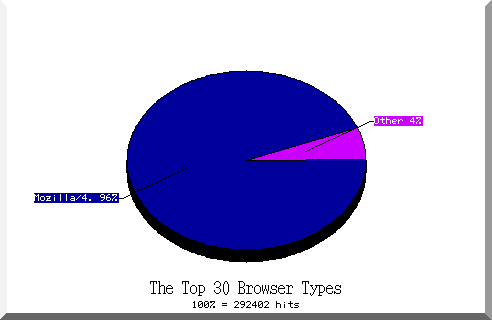 Other 4%
Mozilla/4. 96%
The Top 30 Browser Types
100% = 292402 hits